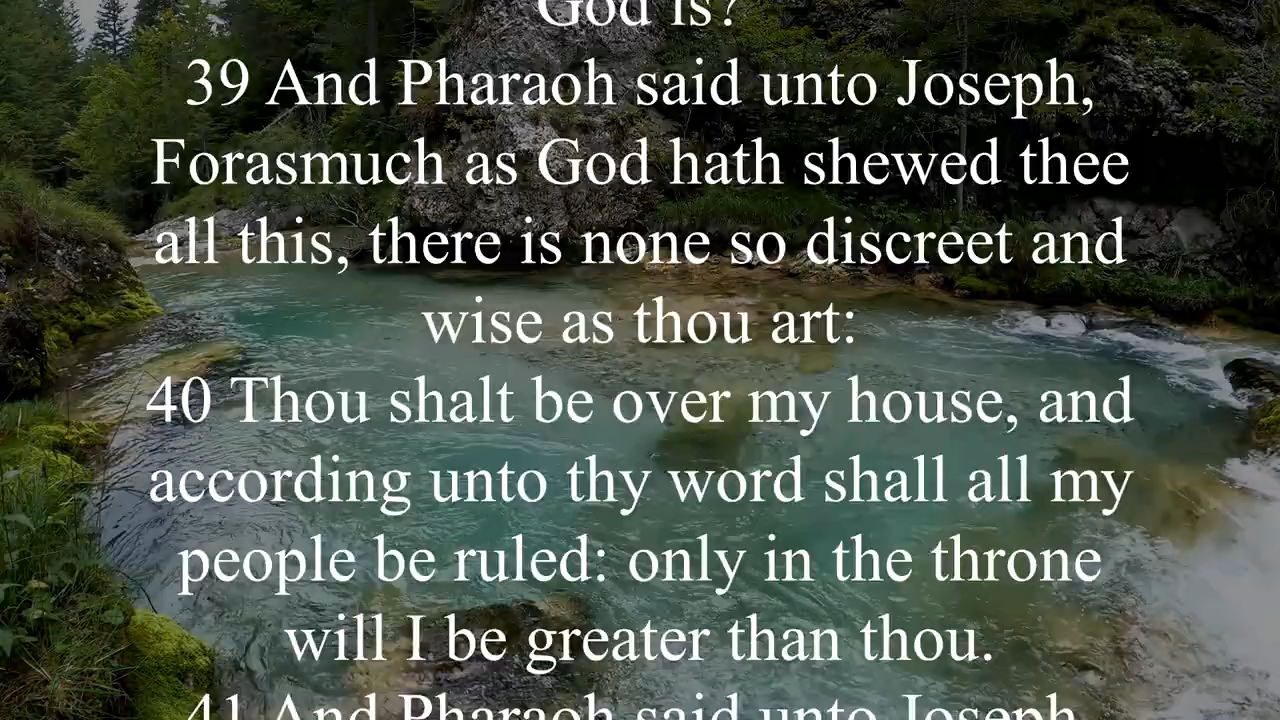 God is?
39 And Pharaoh said unto Joseph,
Forasmuch as God hath shewed thee
all this, there is none so discreet and
wise as thou art:
40 Thou shalt be over my house, and
according unto thy word shall all my
people be ruled: only in the throne
will I be greater than thou.
41 And Pharaoh said unto Joseph,